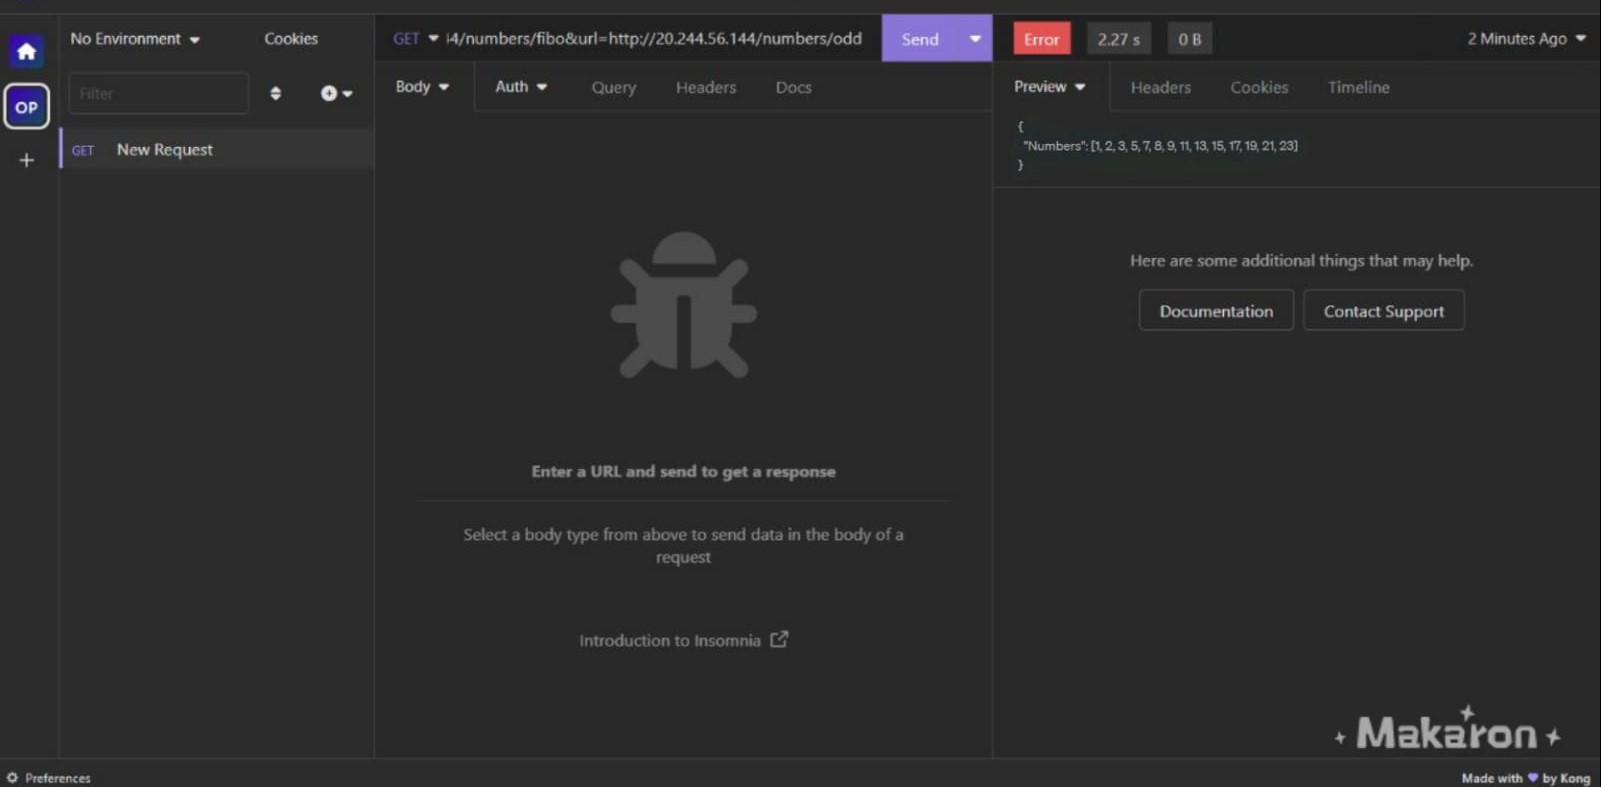 No Environment
Cookies
GET
l4/numbers/fibo&url=http://20.244.56.144/numbers/odd
Send
Error
2.27 s
0 B
2 Minutes Ago
OP
Filter
Body
Auth
Query
Headers
Docs
Preview
Headers
Cookies
Timeline
GET New Request
{
"Numbers": [1, 2, 3, 5, 7, 8, 9, 11, 13, 15, 17, 19, 21, 23]
}
Here are some additional things that may help.
Documentation
Contact Support
Enter a URL and send to get a response
Select a body type from above to send data in the body of a
request
Introduction to Insomnia
Makaron
Preferences
Made with 💜 by Kong